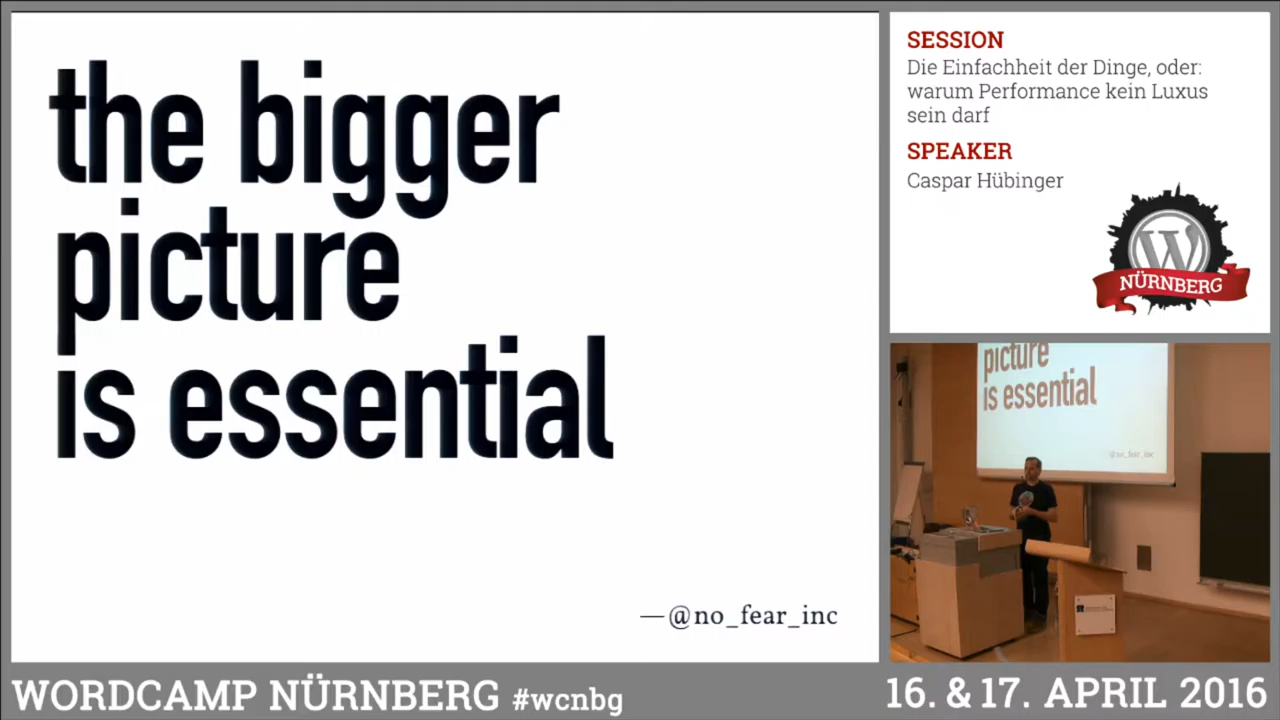 the bigger
picture
is essential
—@no_fear_inc
SESSION
Die Einfachheit der Dinge, oder:
warum Performance kein Luxus
sein darf
SPEAKER
Caspar Hübinger
W
NÜRNBERG
picture
is essential
@no_fear_inc
WORDCAMP NÜRNBERG #wcnbg
16. & 17. APRIL 2016